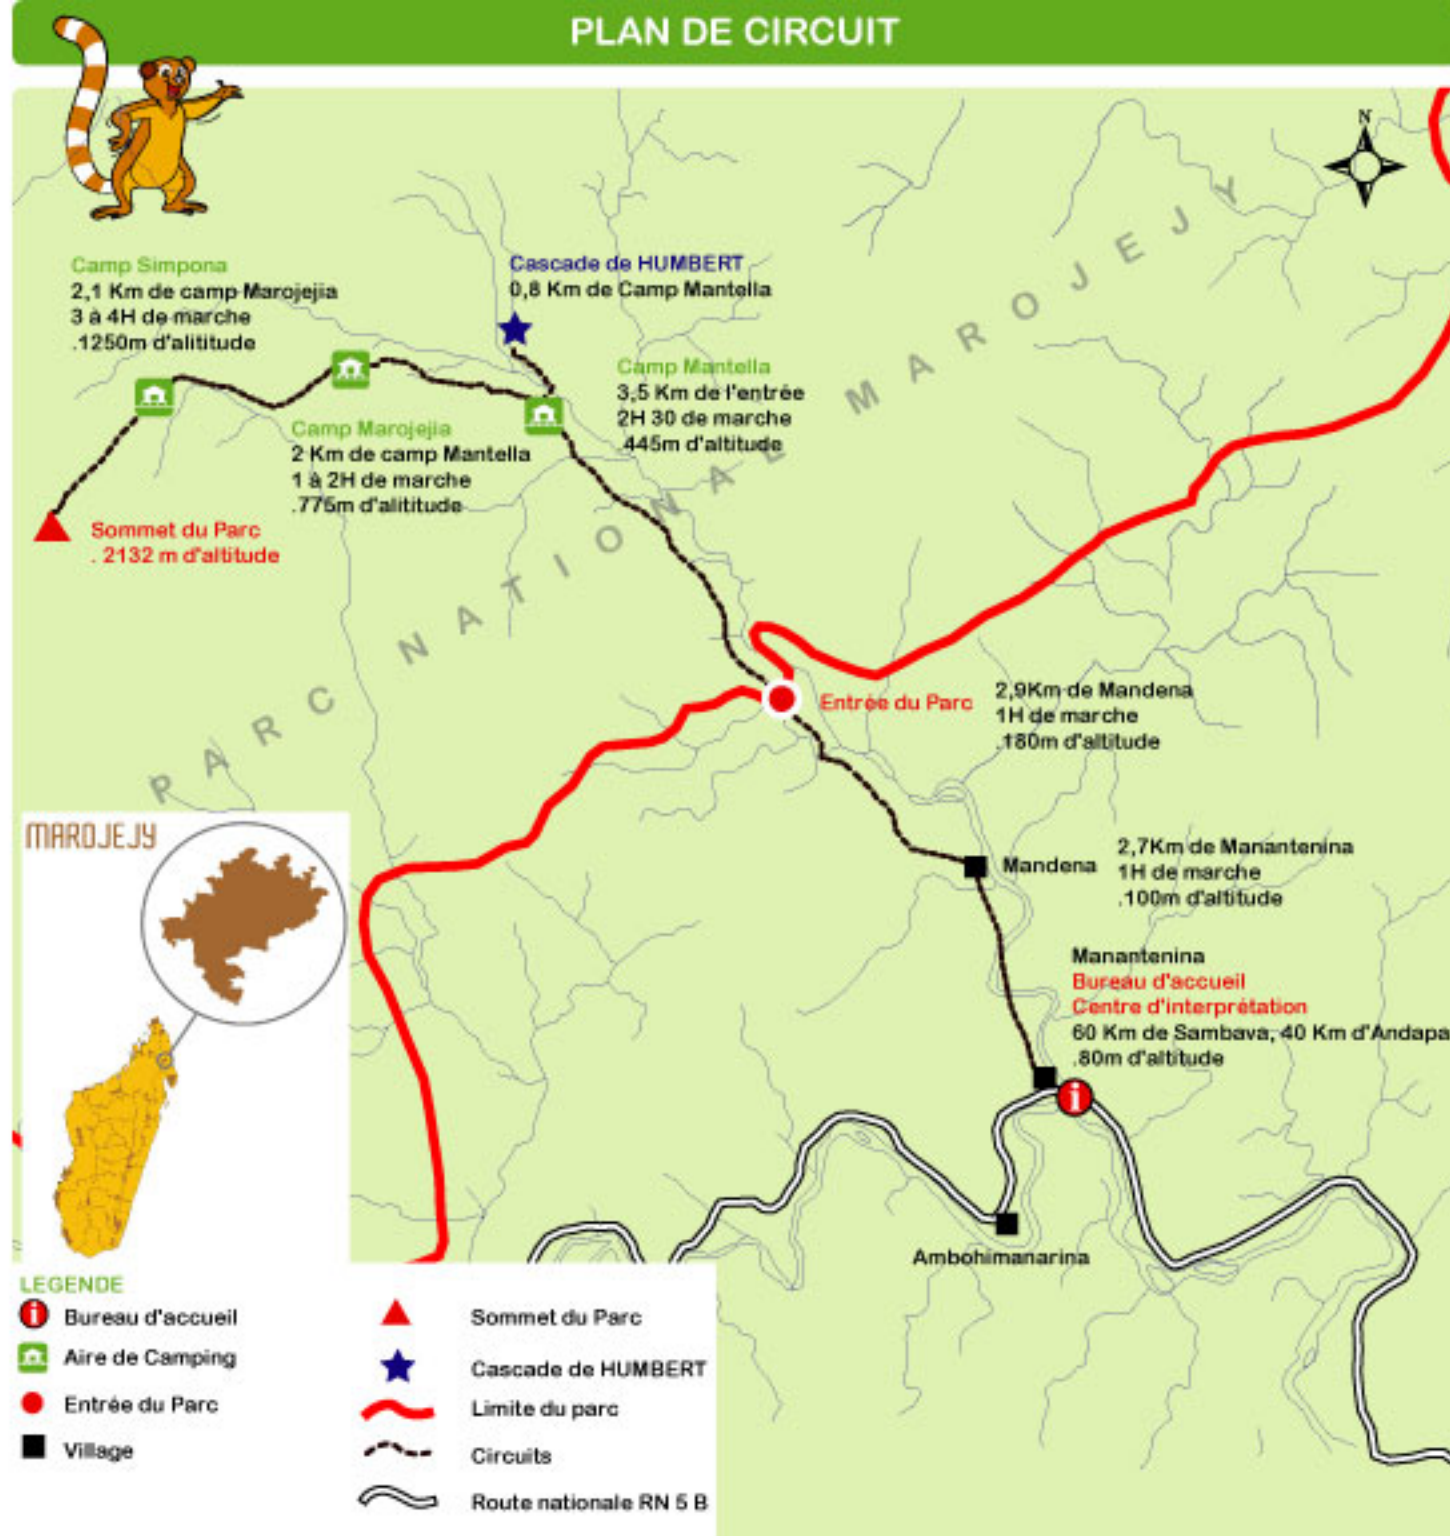 PLAN DE CIRCUIT
N
Camp Simpona
2,1 Km de camp Marojejia
3 à 4H de marche
.1250m d'alititude
Cascade de HUMBERT
0,8 Km de Camp Mantella
Camp Mantella
3,5 Km de l'entrée
2H 30 de marche
.445m d'altitude
Camp Marojejia
2 Km de camp Mantella
1 à 2H de marche
.775m d'alititude
Sommet du Parc
. 2132 m d'altitude
PARC NATIONAL MAROJEJY
Entrée du Parc
2,9Km de Mandena
1H de marche
.180m d'altitude
MAROJEJY
Mandena
2,7Km de Manantenina
1H de marche
.100m d'altitude
Manantenina
Bureau d'accueil
Centre d'interprétation
60 Km de Sambava, 40 Km d'Andapa
.80m d'altitude
i
Ambohimanarina
LEGENDE
i
Bureau d'accueil
Aire de Camping
Entrée du Parc
Village
Sommet du Parc
Cascade de HUMBERT
Limite du parc
Circuits
Route nationale RN 5 B